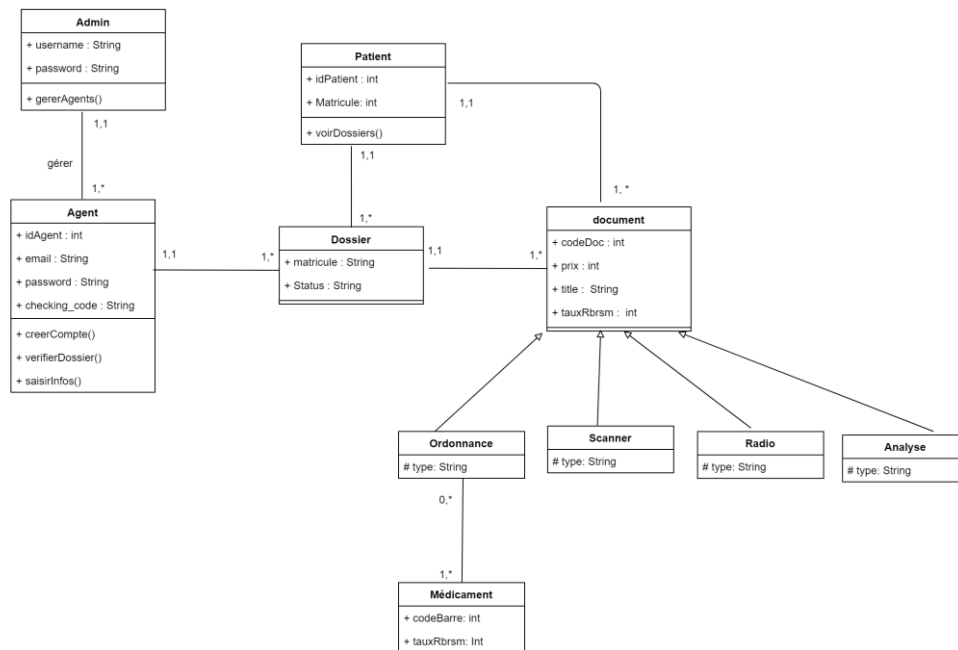 Admin
+ username : String
+ password : String
+ gererAgents()
1,1
gérer
1,*
Patient
+ idPatient : int
+ Matricule: int
+ voirDossiers()
1,1
1,1
1,*
1, *
Agent
+ idAgent : int
+ email : String
+ password : String
+ checking_code : String
+ creerCompte()
+ verifierDossier()
+ saisirInfos()
1,1
1,*
Dossier
+ matricule : String
+ Status : String
1,1
1,*
document
+ codeDoc : int
+ prix : int
+ title : String
+ tauxRbrsm : int
Ordonnance
# type: String
Scanner
# type: String
Radio
# type: String
Analyse
# type: String
0,*
1,*
Médicament
+ codeBarre: int
+ tauxRbrsm: Int